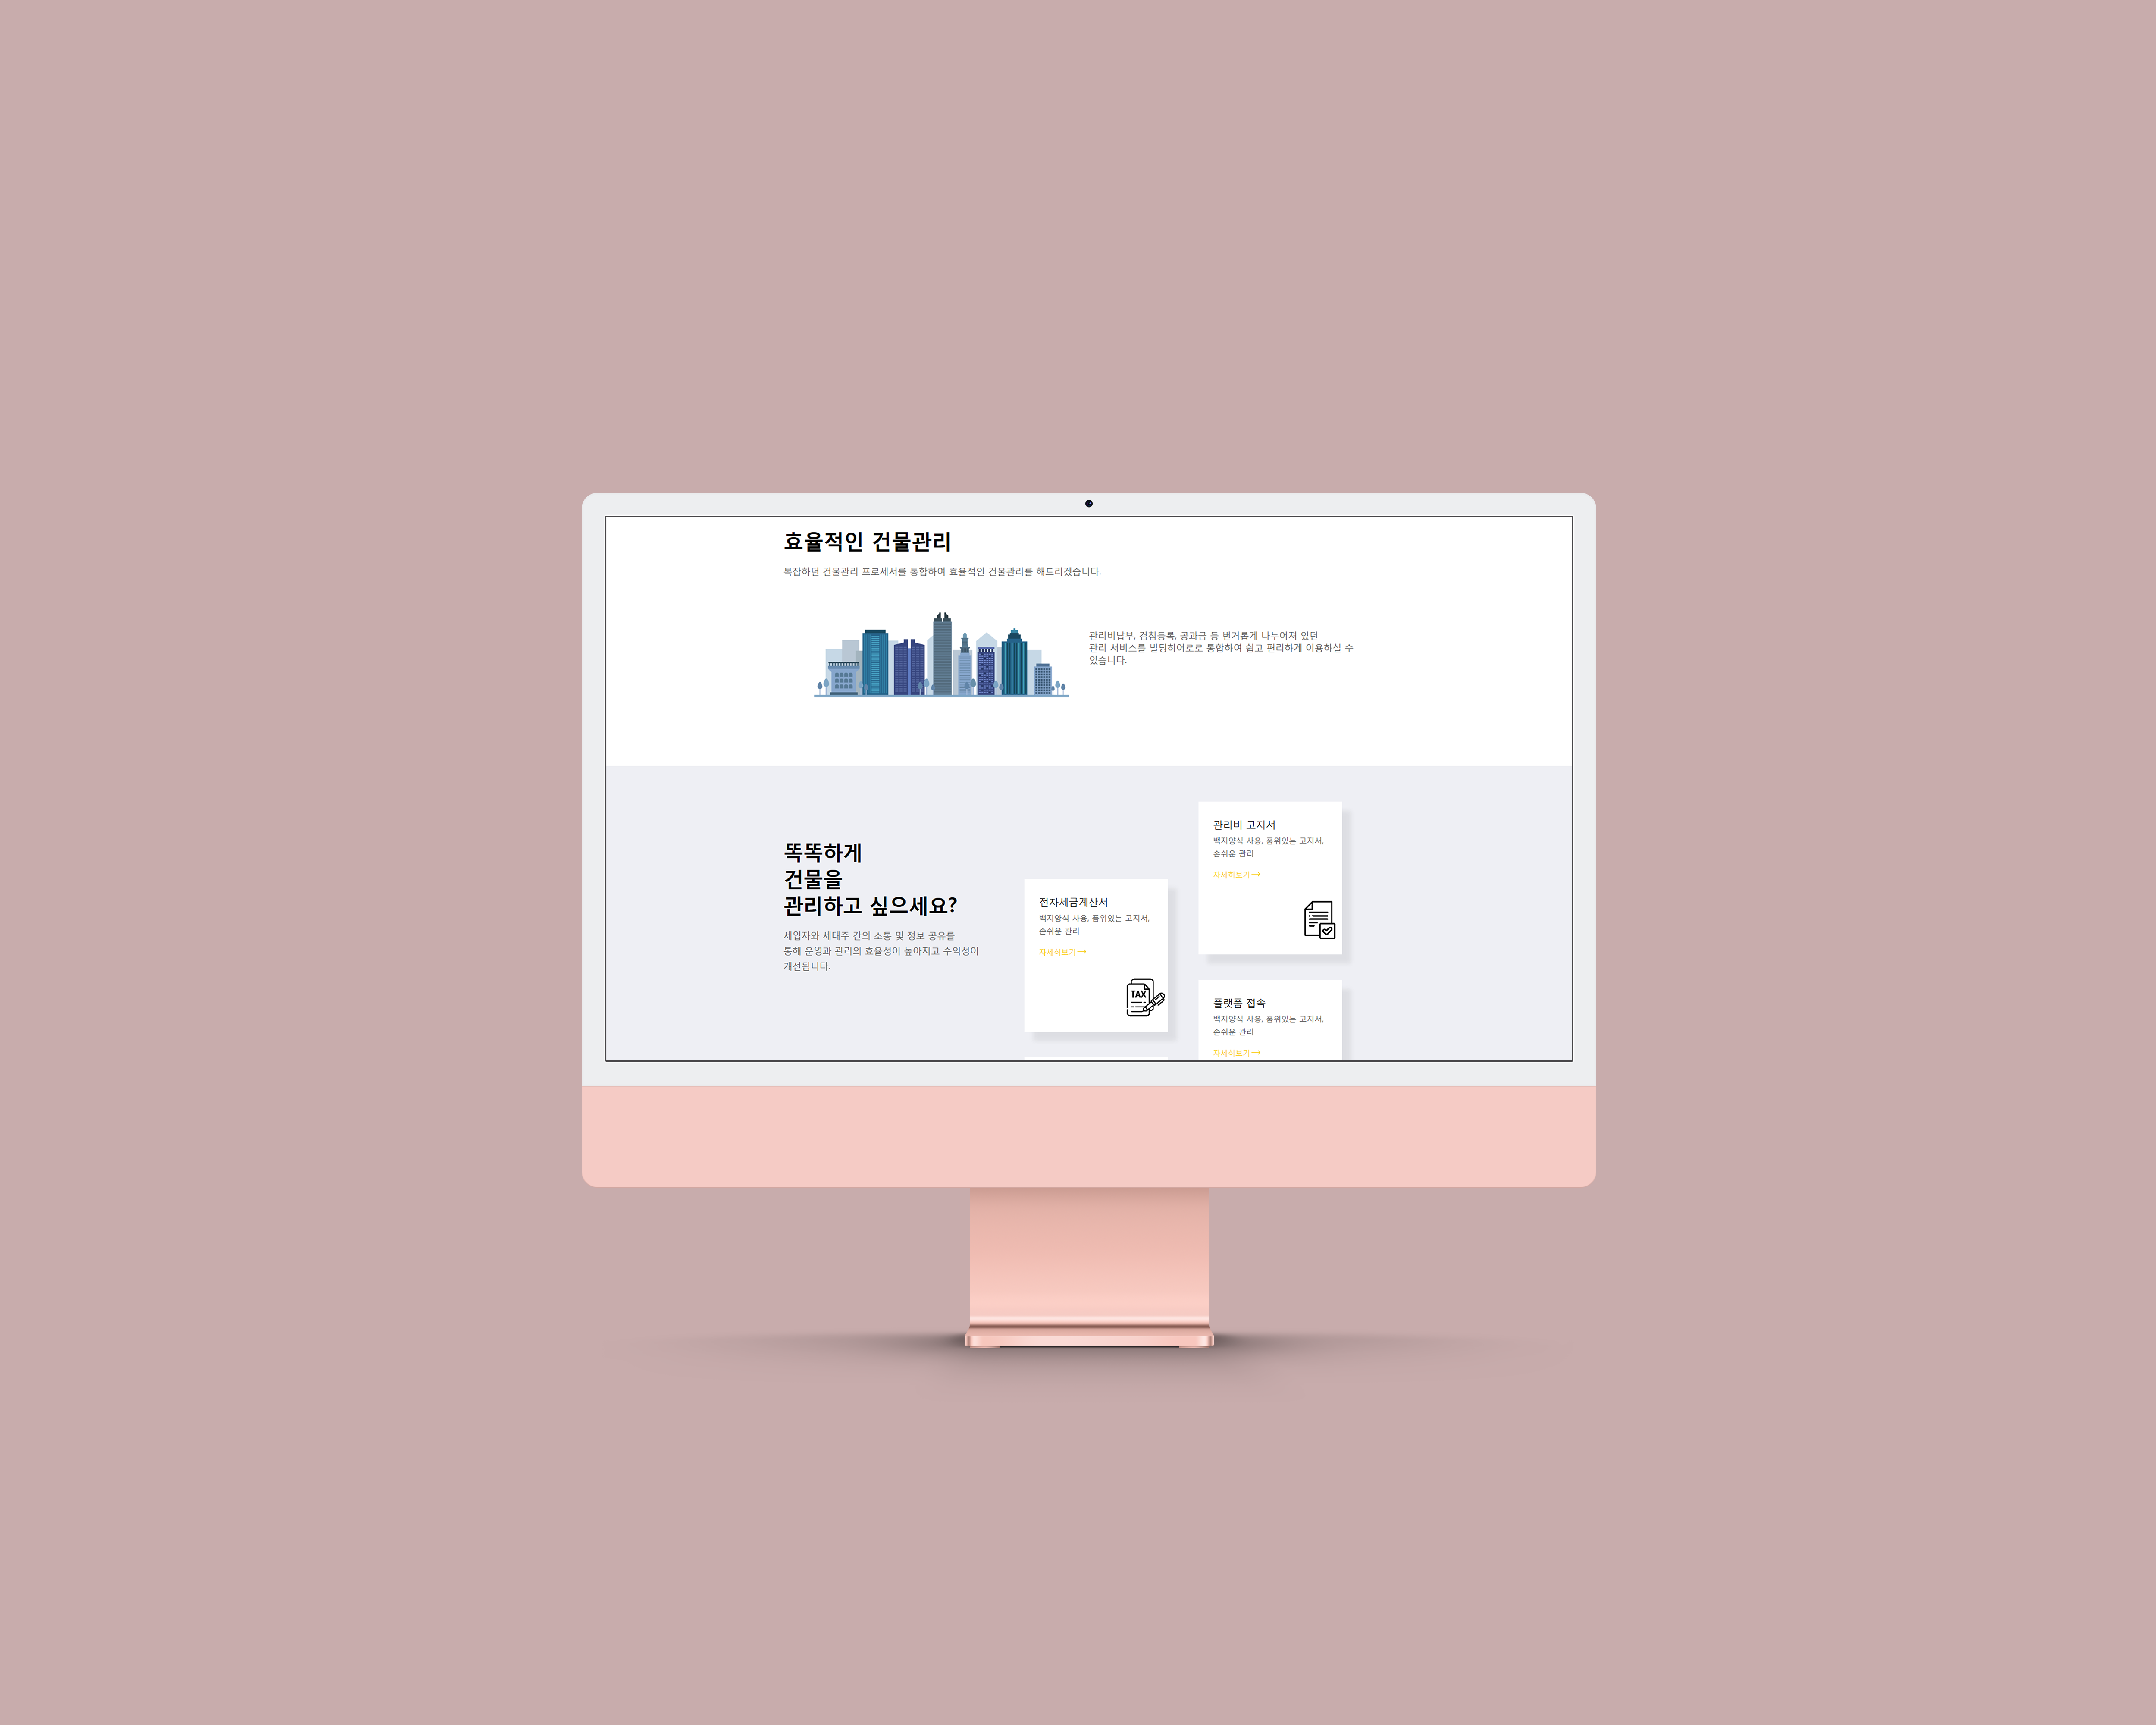 효율적인 건물관리
복잡하던 건물관리 프로세서를 통합하여 효율적인 건물관리를 해드리겠습니다.
관리비납부, 검침등록, 공과금 등 번거롭게 나누어져 있던
관리 서비스를 빌딩히어로로 통합하여 쉽고 편리하게 이용하실 수
있습니다.
똑똑하게
건물을
관리하고 싶으세요?
세입자와 세대주 간의 소통 및 정보 공유를
통해 운영과 관리의 효율성이 높아지고 수익성이
개선됩니다.
전자세금계산서
백지양식 사용, 품위있는 고지서,
손쉬운 관리
자세히보기→
TAX
관리비 고지서
백지양식 사용, 품위있는 고지서,
손쉬운 관리
자세히보기→
플랫폼 접속
백지양식 사용, 품위있는 고지서,
손쉬운 관리
자세히보기→